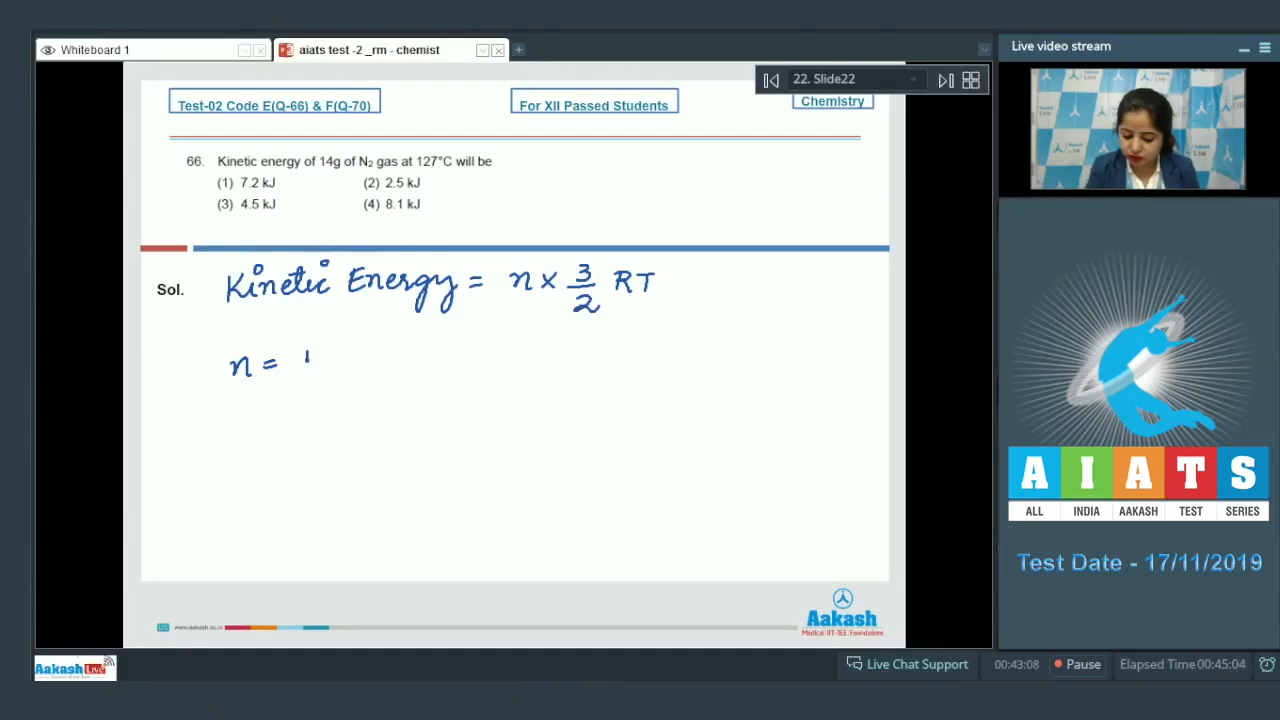 Whiteboard 1
aiats test -2 _rm - chemist
Live video stream
22. Slide22
Test-02 Code E(Q-66) & F(Q-70)
For XII Passed Students
Chemistry
66. Kinetic energy of 14g of N₂ gas at 127°C will be
(1) 7.2 kJ (2) 2.5 kJ
(3) 4.5 kJ (4) 8.1 kJ
Sol. Kinetic Energy = n × 3/2 RT
n =
A I A T S
ALL INDIA AAKASH TEST SERIES
Test Date - 17/11/2019
Aakash
Medical | IIT-JEE | Foundations
www.aakash.ac.in
Aakash Live
Live Chat Support
00:43:08
Pause
Elapsed Time 00:45:04